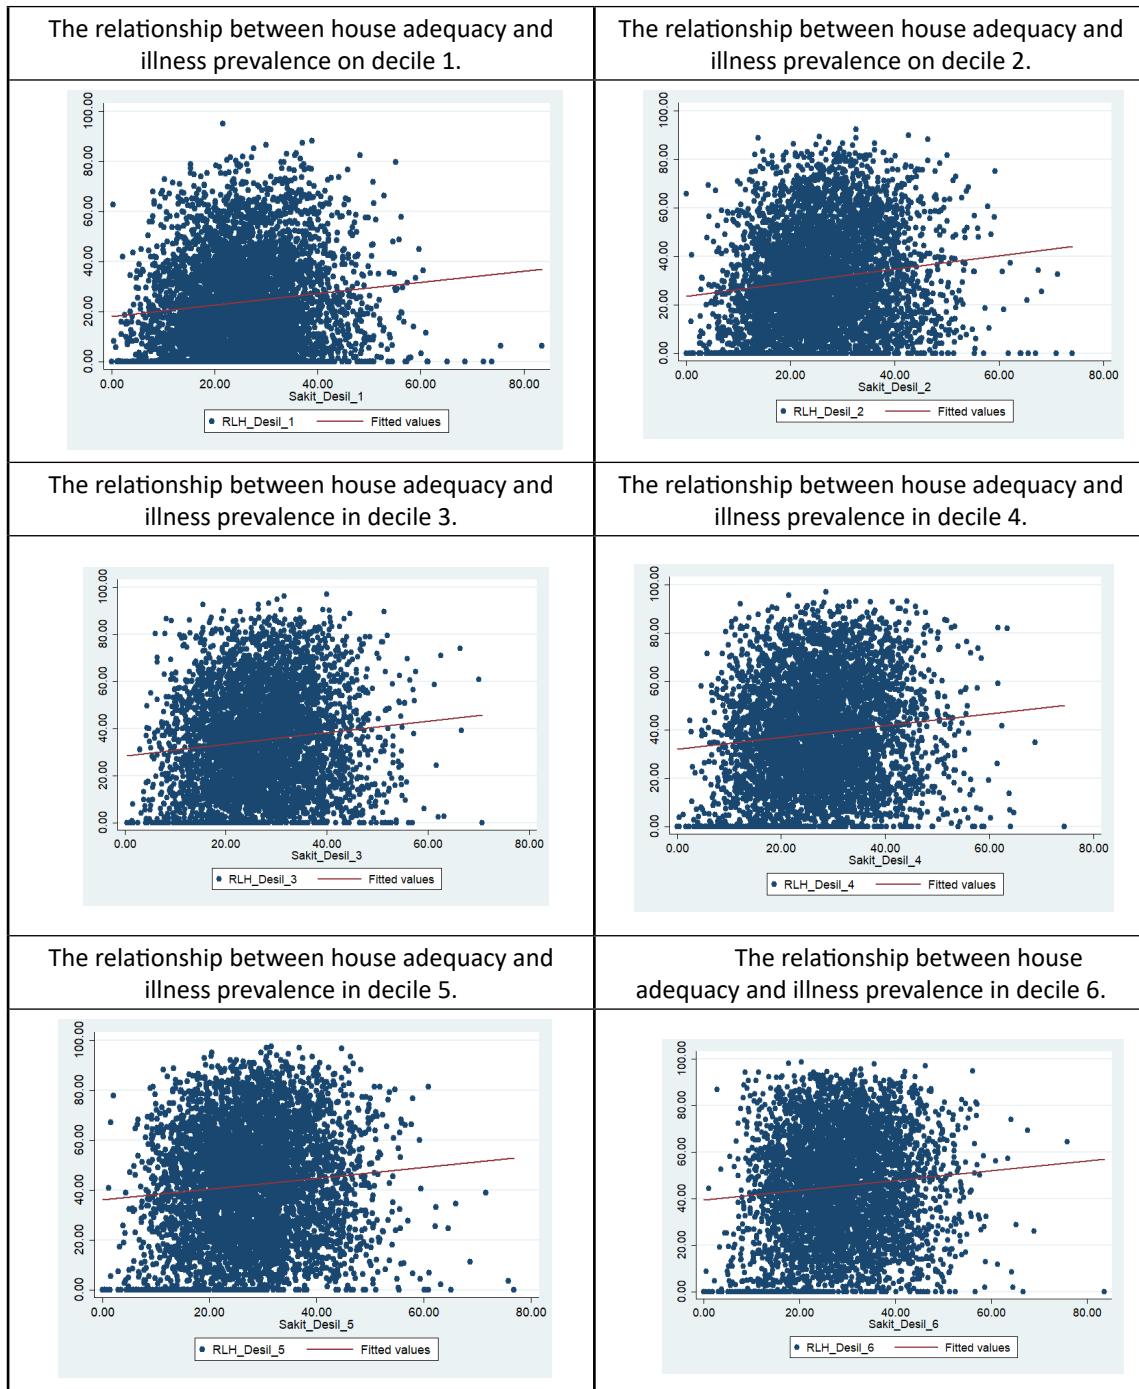 The relationship between house adequacy and
illness prevalence on decile 1.
The relationship between house adequacy and
illness prevalence on decile 2.
100.00
80.00
60.00
40.00
20.00
0.00
0.00 20.00 40.00 60.00 80.00
Sakit_Desil_1
RLH_Desil_1 Fitted values
100.00
80.00
60.00
40.00
20.00
0.00
0.00 20.00 40.00 60.00 80.00
Sakit_Desil_2
RLH_Desil_2 Fitted values
The relationship between house adequacy and
illness prevalence in decile 3.
The relationship between house adequacy and
illness prevalence in decile 4.
100.00
80.00
60.00
40.00
20.00
0.00
0.00 20.00 40.00 60.00 80.00
Sakit_Desil_3
RLH_Desil_3 Fitted values
100.00
80.00
60.00
40.00
20.00
0.00
0.00 20.00 40.00 60.00 80.00
Sakit_Desil_4
RLH_Desil_4 Fitted values
The relationship between house adequacy and
illness prevalence in decile 5.
The relationship between house
adequacy and illness prevalence in decile 6.
100.00
80.00
60.00
40.00
20.00
0.00
0.00 20.00 40.00 60.00 80.00
Sakit_Desil_5
RLH_Desil_5 Fitted values
100.00
80.00
60.00
40.00
20.00
0.00
0.00 20.00 40.00 60.00 80.00
Sakit_Desil_6
RLH_Desil_6 Fitted values